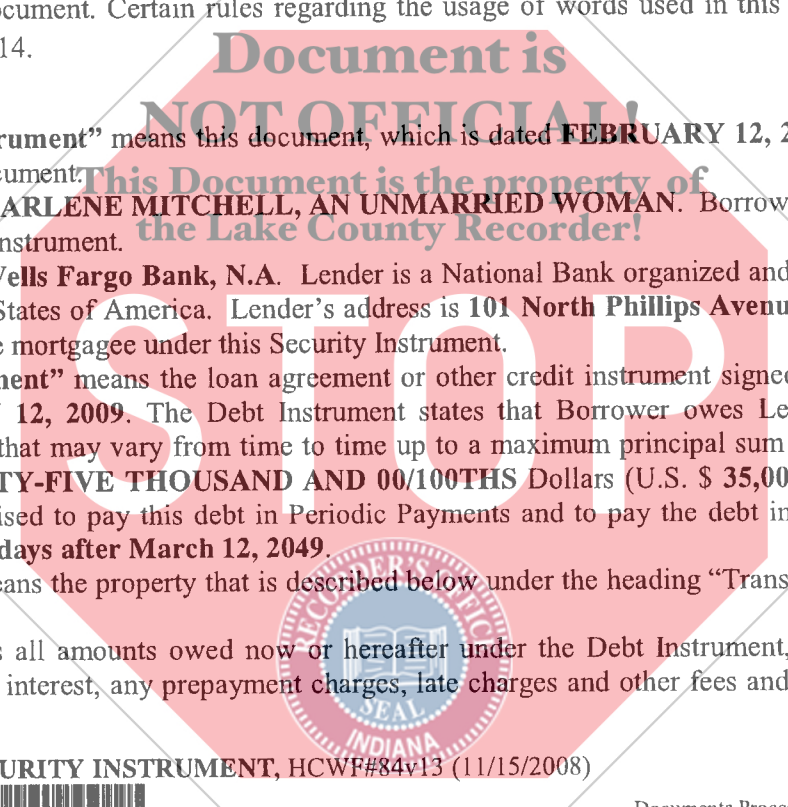 ocument. Certain rules regarding the usage of words used in this
14.
Document is
NOT OFFICIAL!
rument” means this document, which is dated FEBRUARY 12, 2
cument.
This Document is the property of
ARLENE MITCHELL, AN UNMARRIED WOMAN. Borrow
nstrument.
the Lake County Recorder!
Vells Fargo Bank, N.A. Lender is a National Bank organized and
States of America. Lender’s address is 101 North Phillips Avenu
e mortgagee under this Security Instrument.
STOP
nent” means the loan agreement or other credit instrument signed
12, 2009. The Debt Instrument states that Borrower owes Le
that may vary from time to time up to a maximum principal sum
TY-FIVE THOUSAND AND 00/100THS Dollars (U.S. $ 35,00
ised to pay this debt in Periodic Payments and to pay the debt in
days after March 12, 2049.
eans the property that is described below under the heading “Trans
s all amounts owed now or hereafter under the Debt Instrument,
interest, any prepayment charges, late charges and other fees and
RECORDER'S OFFICE
SEAL
INDIANA
URITY INSTRUMENT, HCWF#84v13 (11/15/2008)